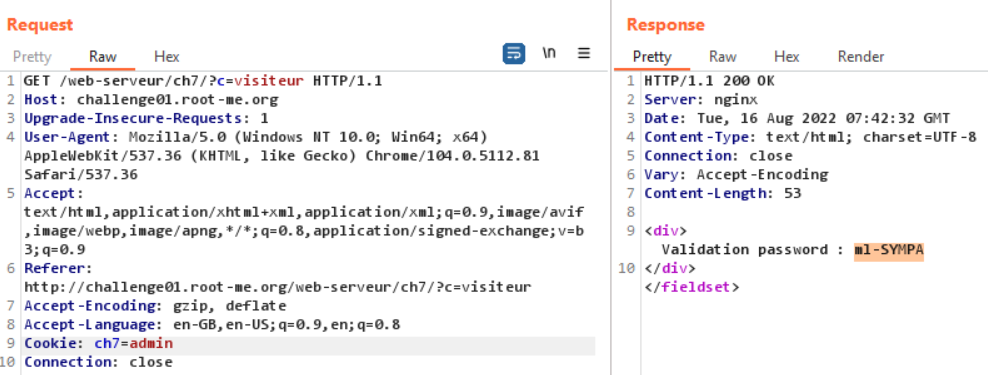 Request
Pretty Raw Hex
\n
1 GET /web-serveur/ch7/?c=visiteur HTTP/1.1
2 Host: challenge01.root-me.org
3 Upgrade-Insecure-Requests: 1
4 User-Agent: Mozilla/5.0 (Windows NT 10.0; Win64; x64)
AppleWebKit/537.36 (KHTML, like Gecko) Chrome/104.0.5112.81
Safari/537.36
5 Accept:
text/html,application/xhtml+xml,application/xml;q=0.9,image/avif
,image/webp,image/apng,*/*;q=0.8,application/signed-exchange;v=b
3;q=0.9
6 Referer:
http://challenge01.root-me.org/web-serveur/ch7/?c=visiteur
7 Accept-Encoding: gzip, deflate
8 Accept-Language: en-GB,en-US;q=0.9,en;q=0.8
9 Cookie: ch7=admin
10 Connection: close
Response
Pretty Raw Hex Render
1 HTTP/1.1 200 OK
2 Server: nginx
3 Date: Tue, 16 Aug 2022 07:42:32 GMT
4 Content-Type: text/html; charset=UTF-8
5 Connection: close
6 Vary: Accept-Encoding
7 Content-Length: 53
8
9 <div>
Validation password : ml-SYMPA
10 </div>
</fieldset>